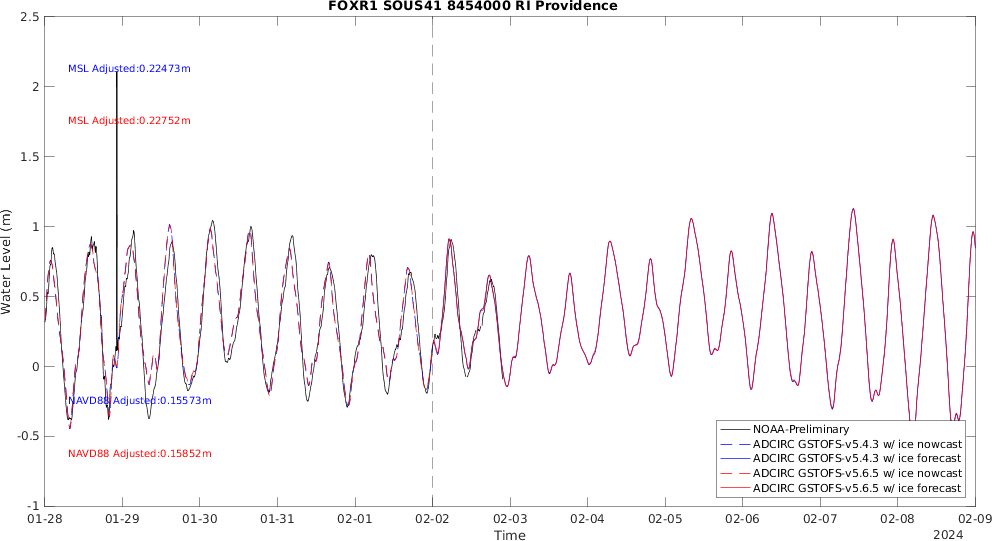 FOXR1 SOUS41 8454000 RI Providence
2.5
2
1.5
1
0.5
0
-0.5
-1
Water Level (m)
MSL Adjusted:0.22473m
MSL Adjusted:0.22752m
NAVD88 Adjusted:0.15573m
NAVD88 Adjusted:0.15852m
NOAA-Preliminary
ADCIRC GSTOFS-v5.4.3 w/ ice nowcast
ADCIRC GSTOFS-v5.4.3 w/ ice forecast
ADCIRC GSTOFS-v5.6.5 w/ ice nowcast
ADCIRC GSTOFS-v5.6.5 w/ ice forecast
01-28 01-29 01-30 01-31 02-01 02-02 02-03 02-04 02-05 02-06 02-07 02-08 02-09
Time
2024